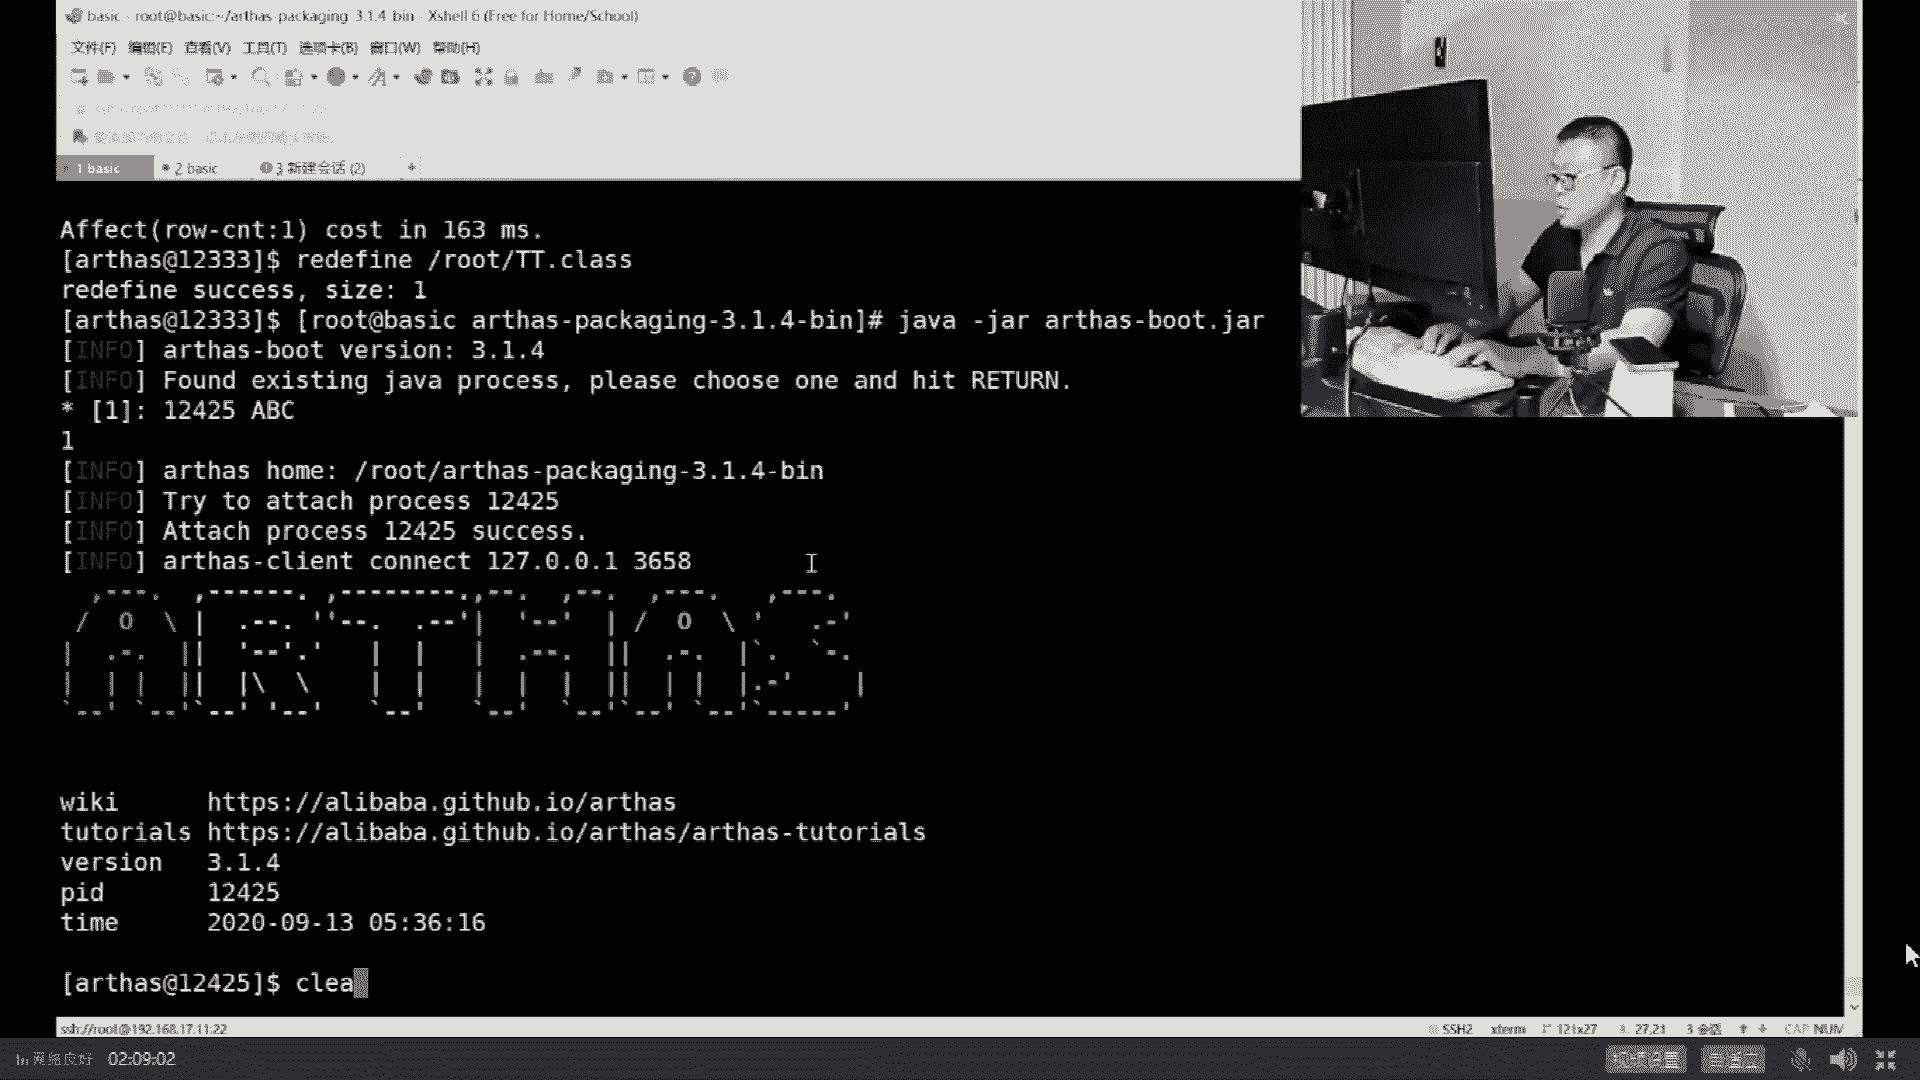 basic - root@basic:~/arthas-packaging-3.1.4-bin - Xshell 6 (Free for Home/School)
文件(F) 编辑(E) 查看(V) 工具(T) 选项卡(B) 窗口(W) 帮助(H)
1 basic 2 basic 3 新建会话 (2) +
Affect(row-cnt:1) cost in 163 ms.
[arthas@12333]$ redefine /root/TT.class
redefine success, size: 1
[arthas@12333]$ [root@basic arthas-packaging-3.1.4-bin]# java -jar arthas-boot.jar
[INFO] arthas-boot version: 3.1.4
[INFO] Found existing java process, please choose one and hit RETURN.
* [1]: 12425 ABC
1
[INFO] arthas home: /root/arthas-packaging-3.1.4-bin
[INFO] Try to attach process 12425
[INFO] Attach process 12425 success.
[INFO] arthas-client connect 127.0.0.1 3658
ARTHAS
wiki https://alibaba.github.io/arthas
tutorials https://alibaba.github.io/arthas/arthas-tutorials
version 3.1.4
pid 12425
time 2020-09-13 05:36:16
[arthas@12425]$ clea
ssh://root@192.168.17.11:22 SSH2 xterm 121x27 27,21 3 会话 CAP NUM
网络良好 02:09:02